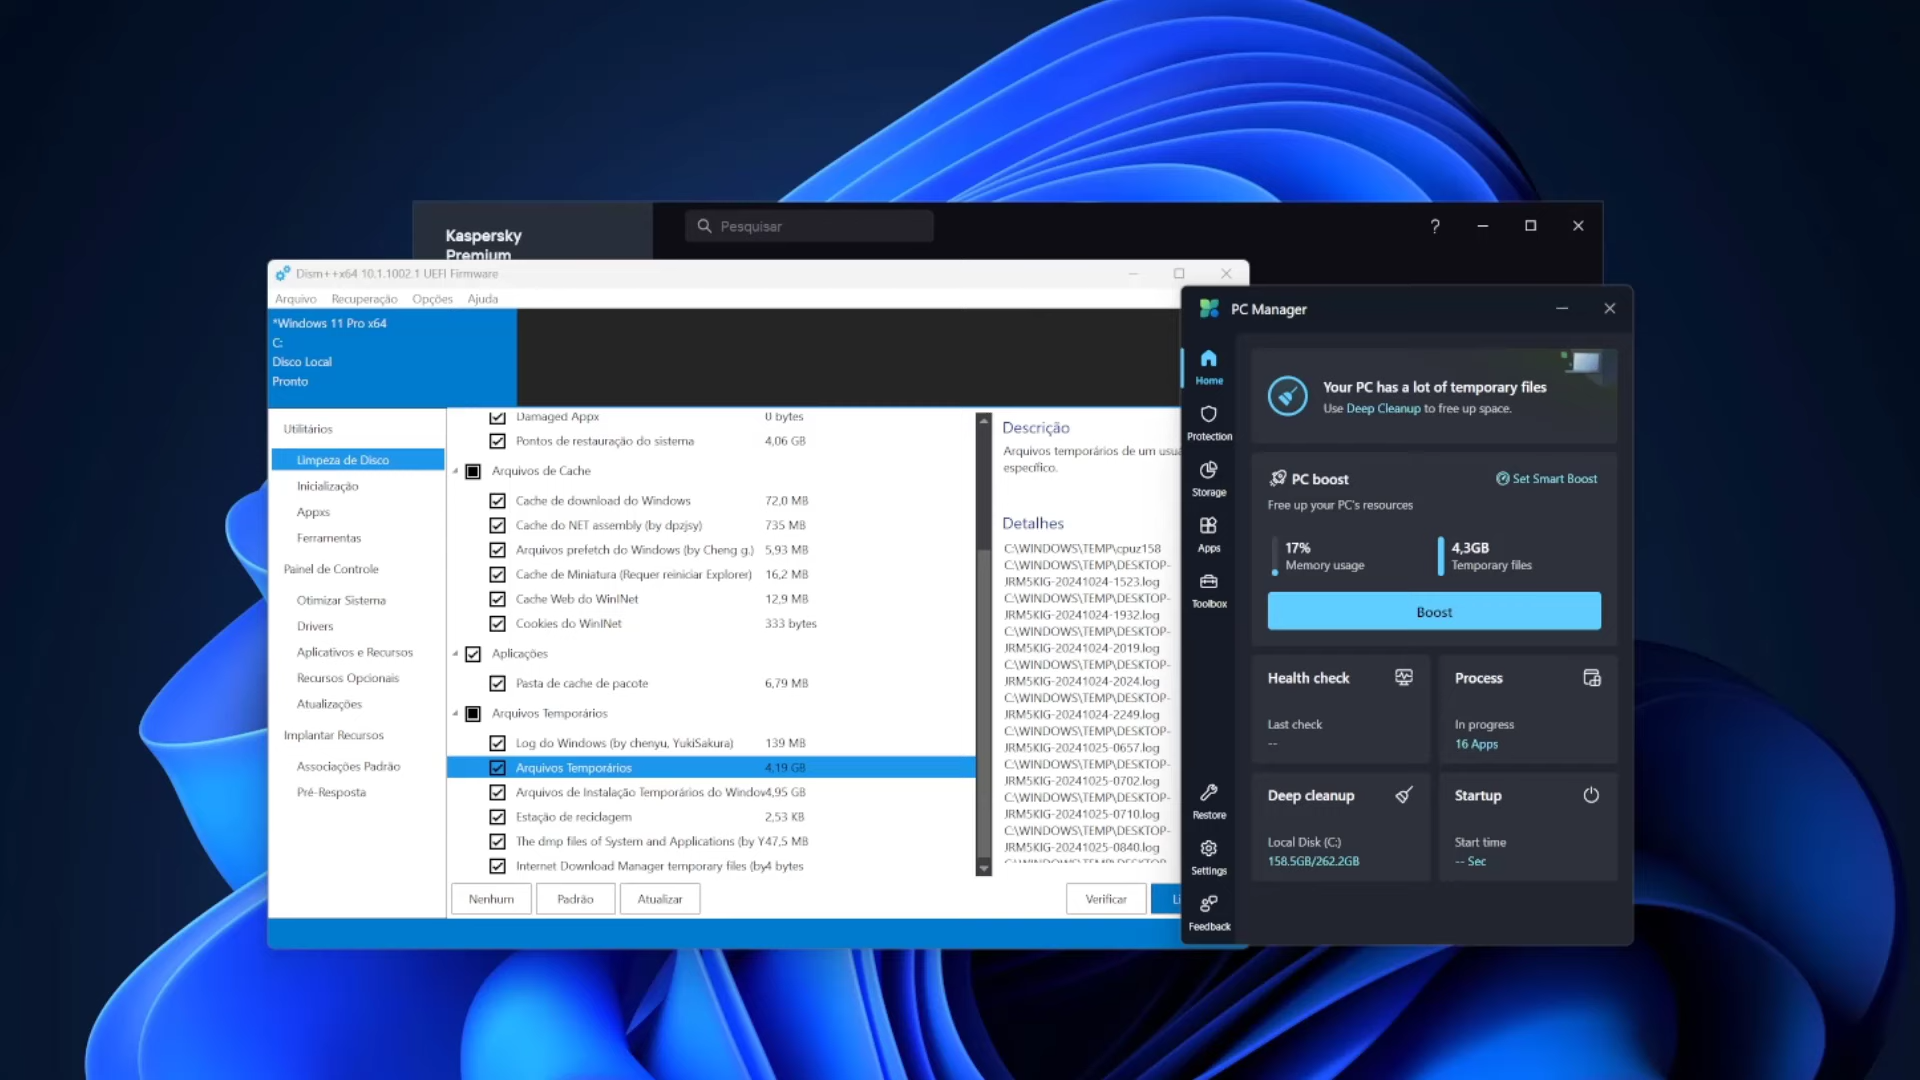 Kaspersky
Premium
Pesquisar
?
Dism++x64 10.1.1002.1 UEFI Firmware
Arquivo Recuperação Opções Ajuda
*Windows 11 Pro x64
C:
Disco Local
Pronto
Utilitários
Limpeza de Disco
Inicialização
Appxs
Ferramentas
Painel de Controle
Otimizar Sistema
Drivers
Aplicativos e Recursos
Recursos Opcionais
Atualizações
Implantar Recursos
Associações Padrão
Pré-Resposta
Damaged Appx 0 bytes
Pontos de restauração do sistema 4,06 GB
Arquivos de Cache
Cache de download do Windows 72,0 MB
Cache do NET assembly (by dpzjsy) 735 MB
Arquivos prefetch do Windows (by Cheng g.) 5,93 MB
Cache de Miniatura (Requer reiniciar Explorer) 16,2 MB
Cache Web do WinINet 12,9 MB
Cookies do WinINet 333 bytes
Aplicações
Pasta de cache de pacote 6,79 MB
Arquivos Temporários
Log do Windows (by chenyu, YukiSakura) 139 MB
Arquivos Temporários 4,19 GB
Arquivos de Instalação Temporários do Window 4,95 GB
Estação de reciclagem 2,53 KB
The dmp files of System and Applications (by Y 47,5 MB
Internet Download Manager temporary files (by 4 bytes
Nenhum Padrão Atualizar
Verificar
Descrição
Arquivos temporários de um
específico.
Detalhes
C:\WINDOWS\TEMP\cpuz158
C:\WINDOWS\TEMP\DESKTOP-
JRM5KIG-20241024-1523.log
C:\WINDOWS\TEMP\DESKTOP-
JRM5KIG-20241024-1932.log
C:\WINDOWS\TEMP\DESKTOP-
JRM5KIG-20241024-2019.log
C:\WINDOWS\TEMP\DESKTOP-
JRM5KIG-20241024-2024.log
C:\WINDOWS\TEMP\DESKTOP-
JRM5KIG-20241024-2249.log
C:\WINDOWS\TEMP\DESKTOP-
JRM5KIG-20241025-0657.log
C:\WINDOWS\TEMP\DESKTOP-
JRM5KIG-20241025-0702.log
C:\WINDOWS\TEMP\DESKTOP-
JRM5KIG-20241025-0710.log
C:\WINDOWS\TEMP\DESKTOP-
JRM5KIG-20241025-0840.log
PC Manager
Home
Protection
Storage
Apps
Toolbox
Restore
Settings
Feedback
Your PC has a lot of temporary files
Use Deep Cleanup to free up space.
PC boost
Set Smart Boost
Free up your PC's resources
17%
Memory usage
4,3GB
Temporary files
Boost
Health check
Last check
--
Process
In progress
16 Apps
Deep cleanup
Local Disk (C:)
158.5GB/262.2GB
Startup
Start time
-- Sec